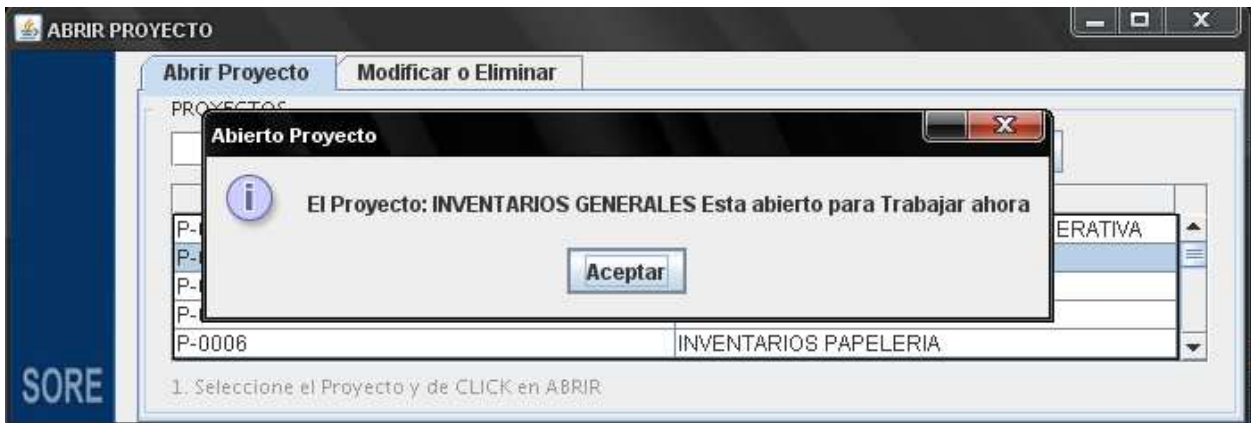 ABRIR PROYECTO
Abrir Proyecto
Modificar o Eliminar
PROYECTOS
Abierto Proyecto
El Proyecto: INVENTARIOS GENERALES Esta abierto para Trabajar ahora
Aceptar
P-0006
INVENTARIOS PAPELERIA
1. Seleccione el Proyecto y de CLICK en ABRIR
SORE